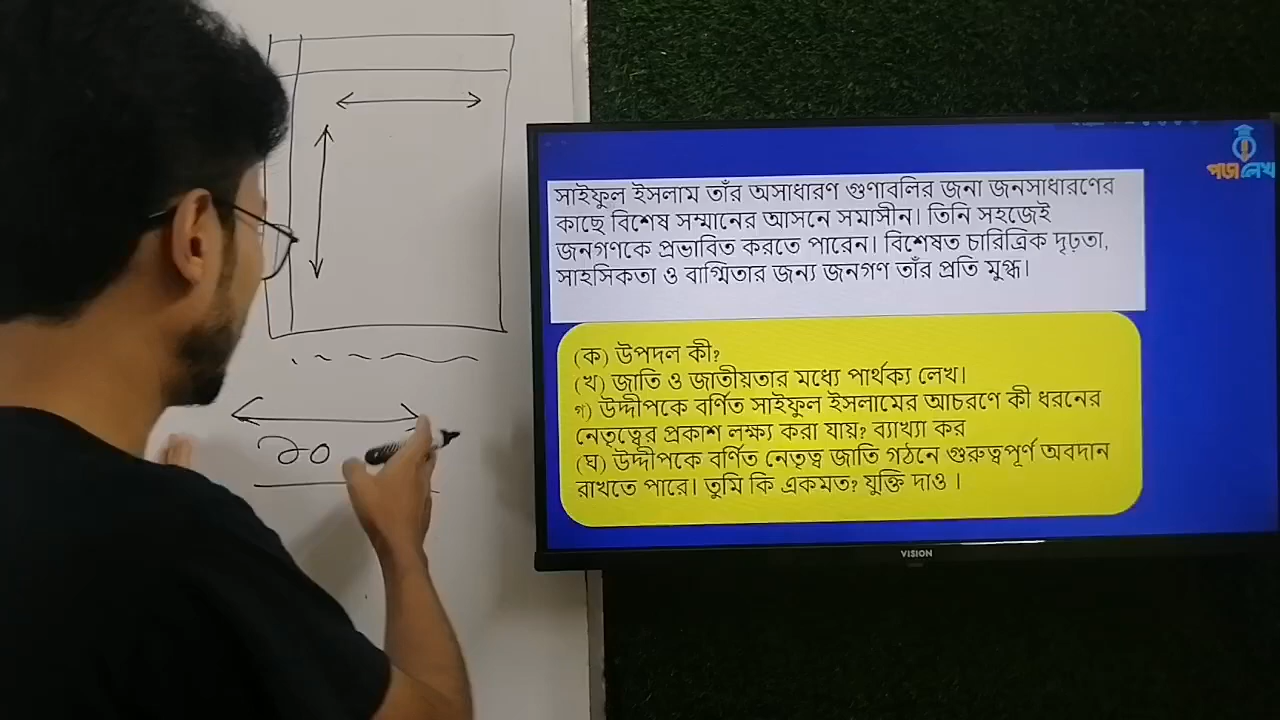 সাইফুল ইসলাম তাঁর অসাধারণ গুণাবলির জন্য জনসাধারণের
কাছে বিশেষ সম্মানের আসনে সমাসীন। তিনি সহজেই
জনগণকে প্রভাবিত করতে পারেন। বিশেষত চারিত্রিক দৃঢ়তা,
সাহসিকতা ও বাগ্মিতার জন্য জনগণ তাঁর প্রতি মুগ্ধ।
(ক) উপদল কী?
(খ) জাতি ও জাতীয়তার মধ্যে পার্থক্য লেখ।
গ) উদ্দীপকে বর্ণিত সাইফুল ইসলামের আচরণে কী ধরনের
নেতৃত্বের প্রকাশ লক্ষ্য করা যায়? ব্যাখ্যা কর
(ঘ) উদ্দীপকে বর্ণিত নেতৃত্ব জাতি গঠনে গুরুত্বপূর্ণ অবদান
রাখতে পারে। তুমি কি একমত? যুক্তি দাও।
VISION
পড়ালেখা
২০